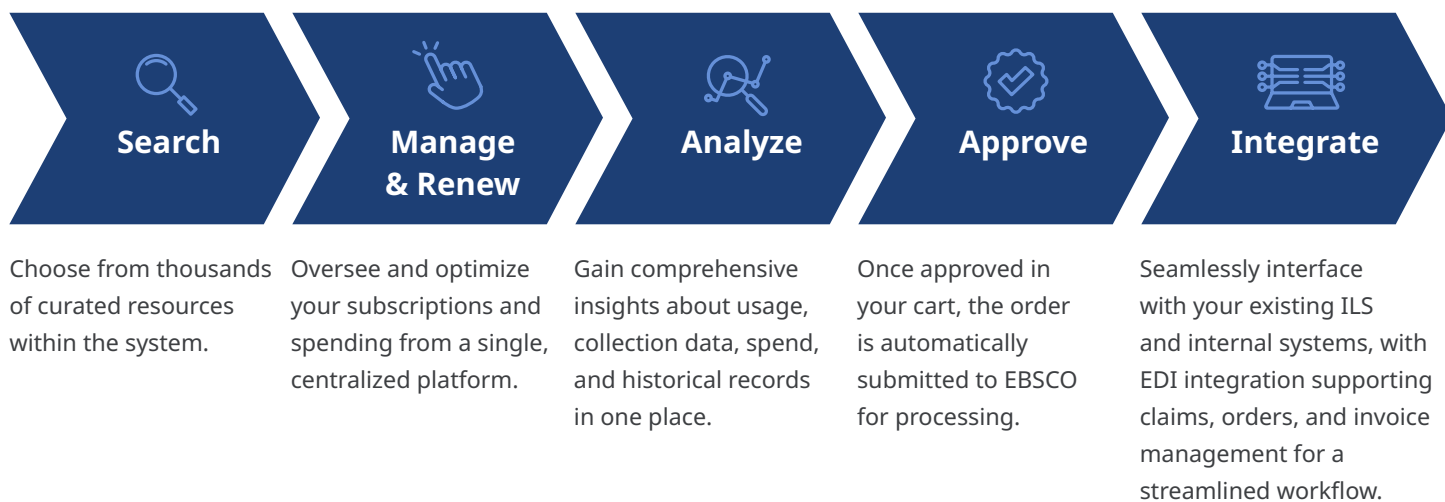 Search
Choose from thousands
of curated resources
within the system.
Manage
& Renew
Oversee and optimize
your subscriptions and
spending from a single,
centralized platform.
Analyze
Gain comprehensive
insights about usage,
collection data, spend,
and historical records
in one place.
Approve
Once approved in
your cart, the order
is automatically
submitted to EBSCO
for processing.
Integrate
Seamlessly interface
with your existing ILS
and internal systems, with
EDI integration supporting
claims, orders, and invoice
management for a
streamlined workflow.